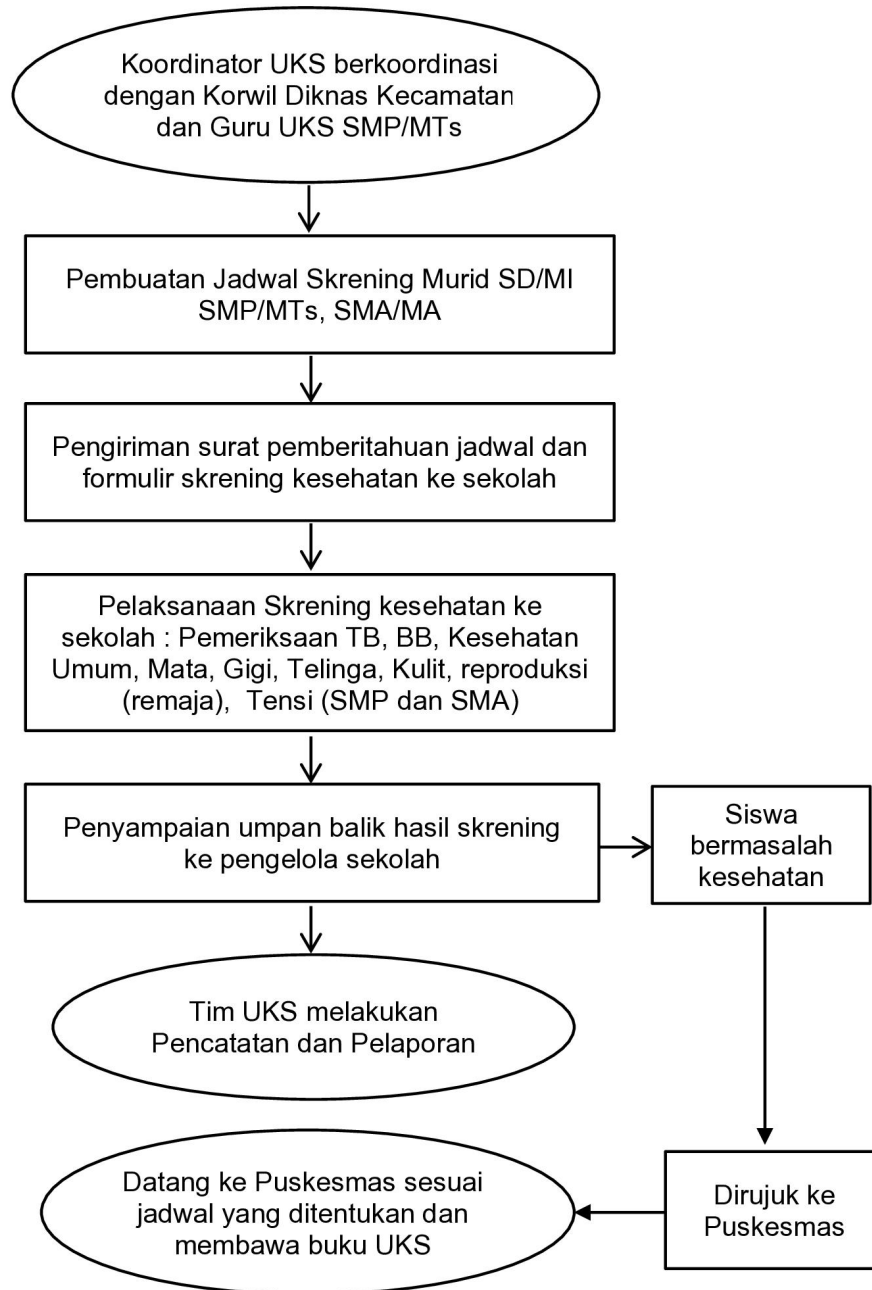 Koordinator UKS berkoordinasi
dengan Korwil Diknas Kecamatan
dan Guru UKS SMP/MTs
Pembuatan Jadwal Skrening Murid SD/MI
SMP/MTs, SMA/MA
Pengiriman surat pemberitahuan jadwal dan
formulir skrening kesehatan ke sekolah
Pelaksanaan Skrening kesehatan ke
sekolah : Pemeriksaan TB, BB, Kesehatan
Umum, Mata, Gigi, Telinga, Kulit, reproduksi
(remaja), Tensi (SMP dan SMA)
Penyampaian umpan balik hasil skrening
ke pengelola sekolah
Siswa
bermasalah
kesehatan
Tim UKS melakukan
Pencatatan dan Pelaporan
Dirujuk ke
Puskesmas
Datang ke Puskesmas sesuai
jadwal yang ditentukan dan
membawa buku UKS